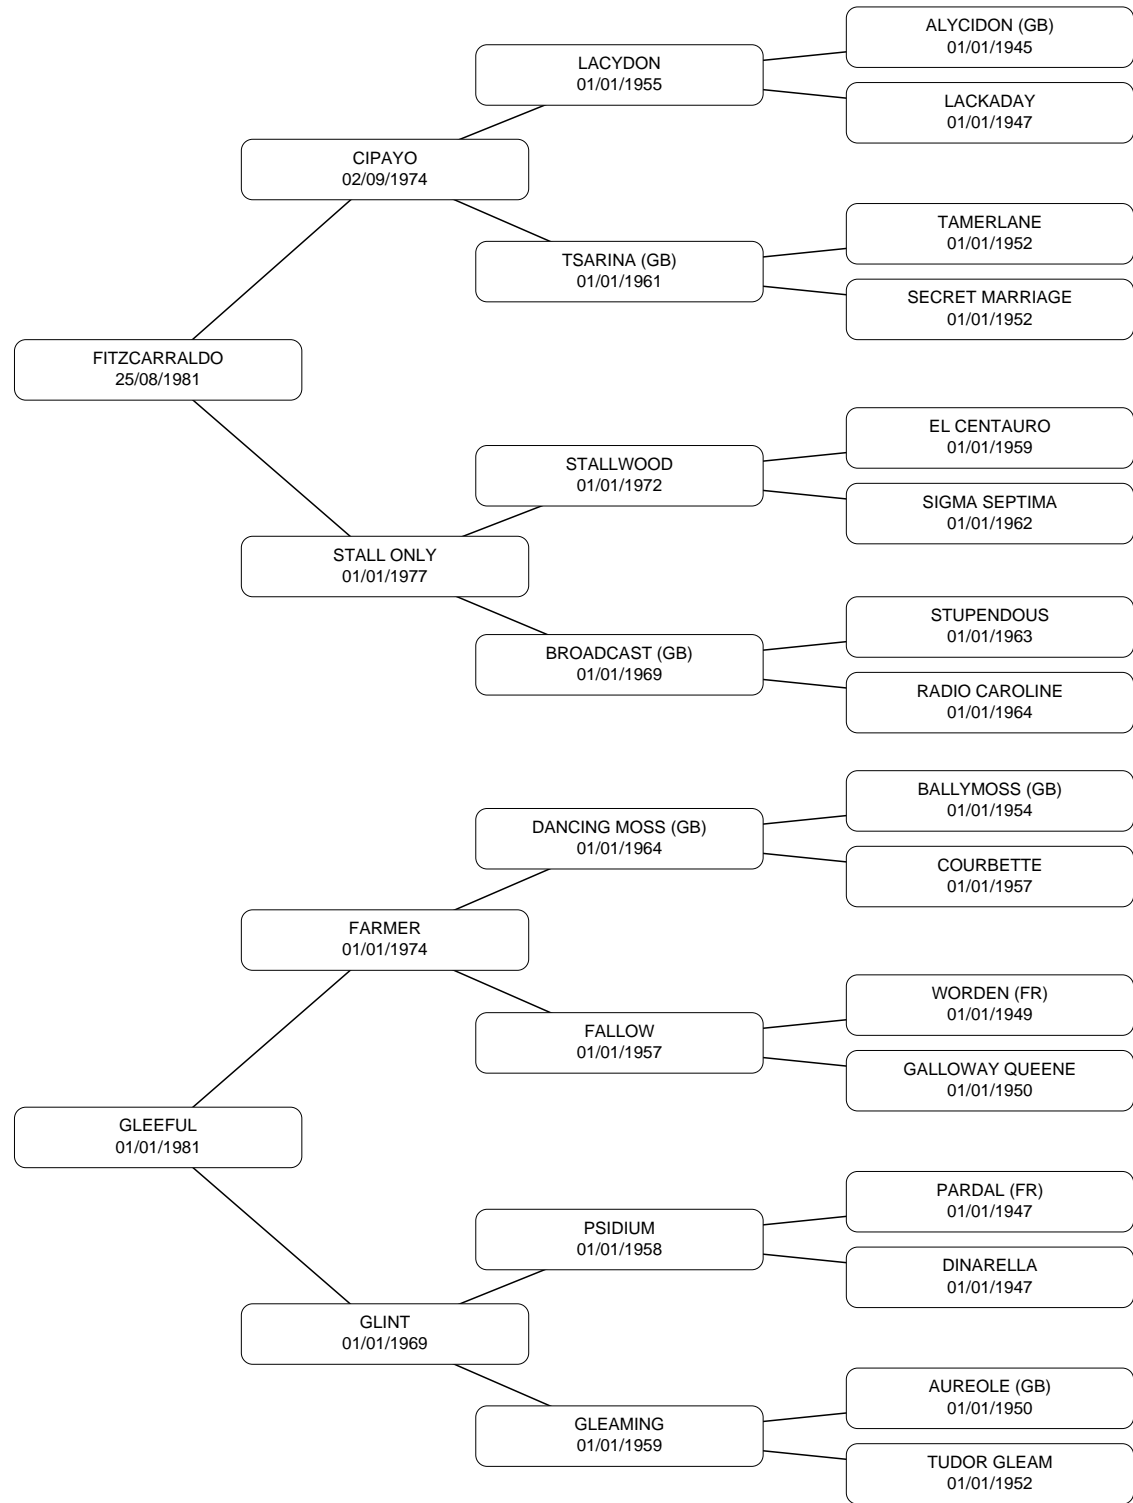 ALYCIDON (GB)
01/01/1945
LACYDON
01/01/1955
LACKADAY
01/01/1947
CIPAYO
02/09/1974
TAMERLANE
01/01/1952
TSARINA (GB)
01/01/1961
SECRET MARRIAGE
01/01/1952
FITZCARRALDO
25/08/1981
EL CENTAURO
01/01/1959
STALLWOOD
01/01/1972
SIGMA SEPTIMA
01/01/1962
STALL ONLY
01/01/1977
STUPENDOUS
01/01/1963
BROADCAST (GB)
01/01/1969
RADIO CAROLINE
01/01/1964
BALLYMOSS (GB)
01/01/1954
DANCING MOSS (GB)
01/01/1964
COURBETTE
01/01/1957
FARMER
01/01/1974
WORDEN (FR)
01/01/1949
FALLOW
01/01/1957
GALLOWAY QUEENE
01/01/1950
GLEEFUL
01/01/1981
PARDAL (FR)
01/01/1947
PSIDIUM
01/01/1958
DINARELLA
01/01/1947
GLINT
01/01/1969
AUREOLE (GB)
01/01/1950
GLEAMING
01/01/1959
TUDOR GLEAM
01/01/1952